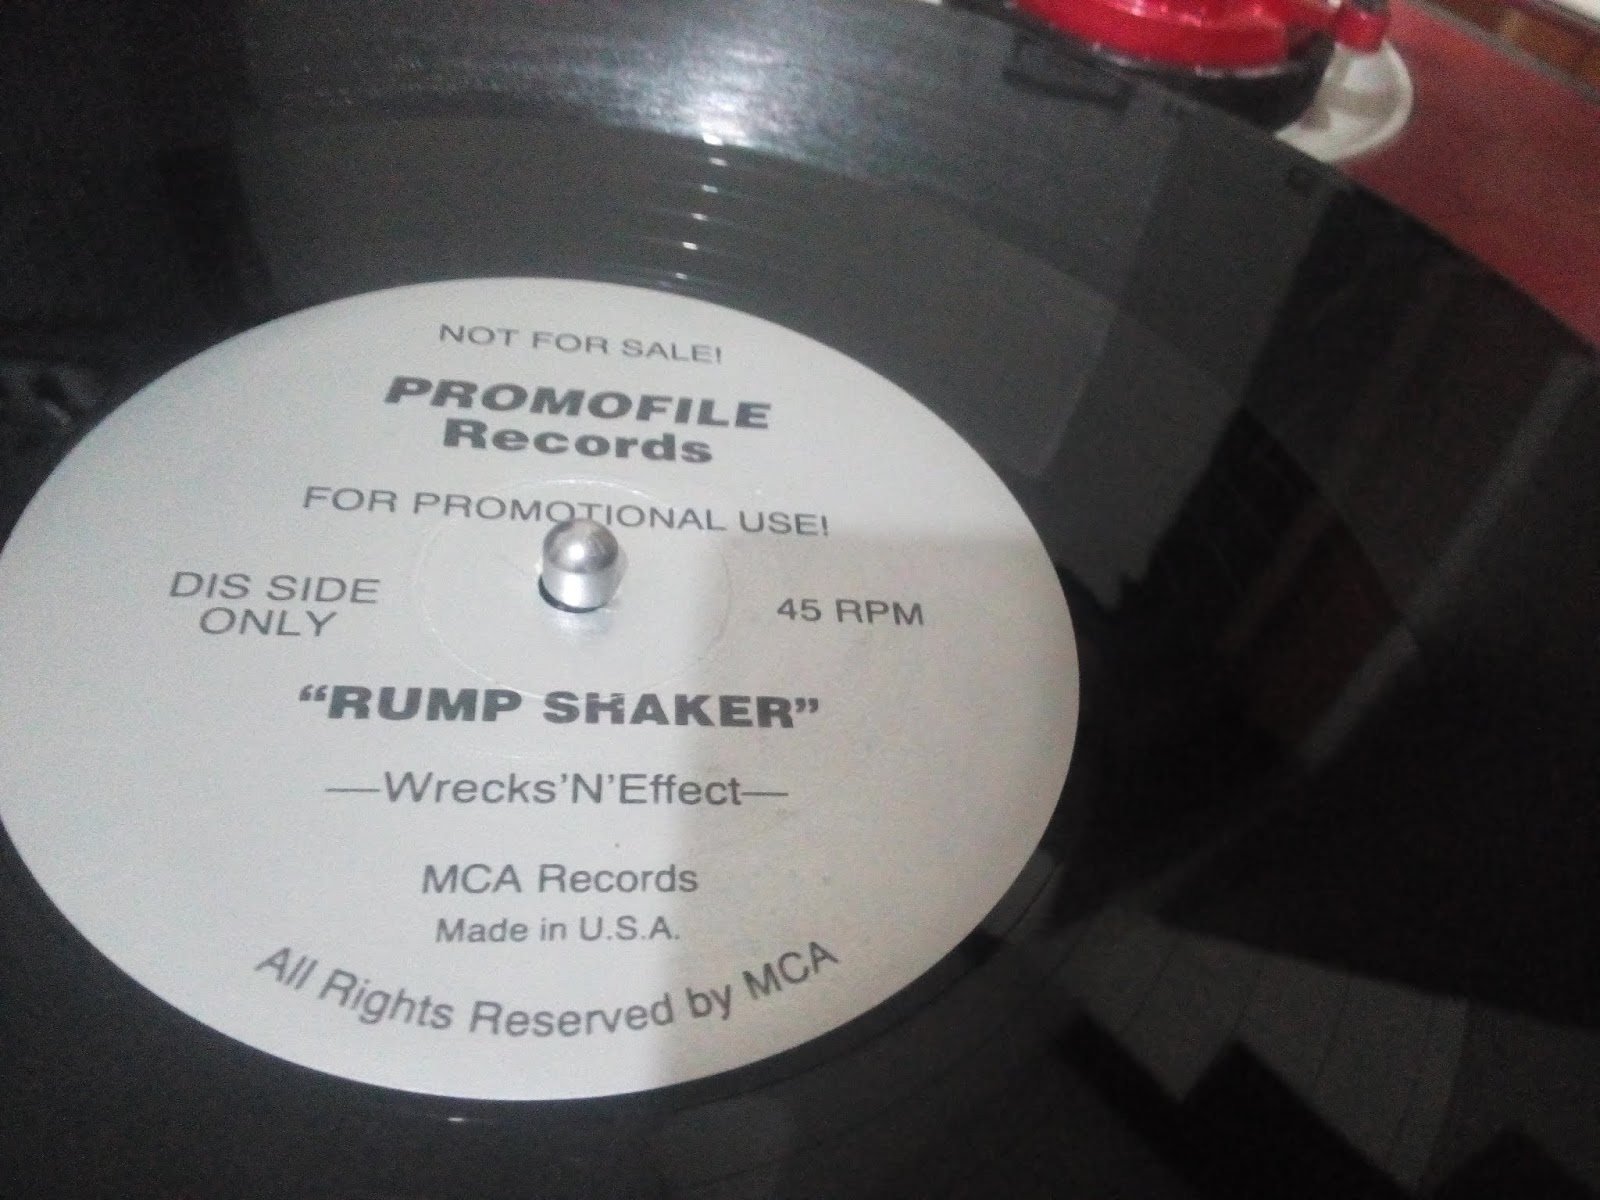 NOT FOR SALE!
PROMOFILE
Records
FOR PROMOTIONAL USE!
DIS SIDE
ONLY
45 RPM
“RUMP SHAKER”
—Wrecks’N’Effect—
MCA Records
Made in U.S.A.
All Rights Reserved by MCA